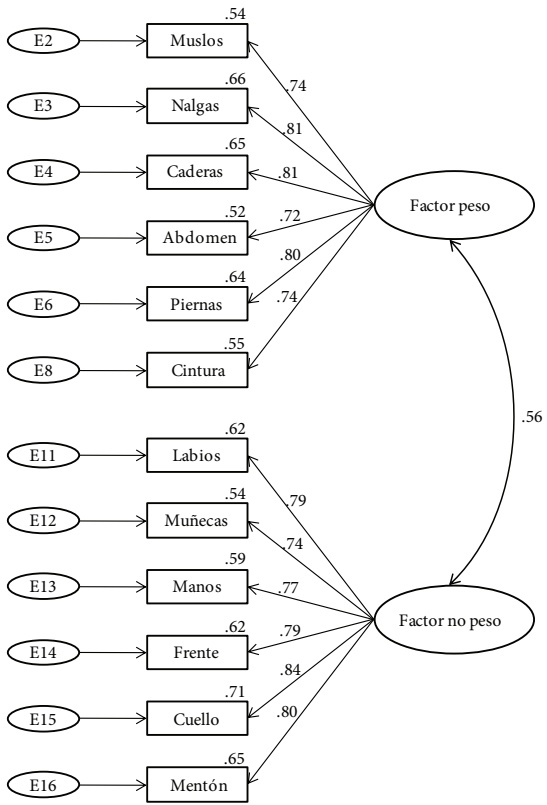 .54
E2
Muslos
.74
.66
E3
Nalgas
.81
.65
E4
Caderas
.81
Factor peso
.52
E5
Abdomen
.72
.64
E6
Piernas
.80
.55
E8
Cintura
.74
.56
.62
E11
Labios
.79
.54
E12
Muñecas
.74
.59
E13
Manos
.77
Factor no peso
.62
E14
Frente
.79
.71
E15
Cuello
.84
.65
E16
Mentón
.80